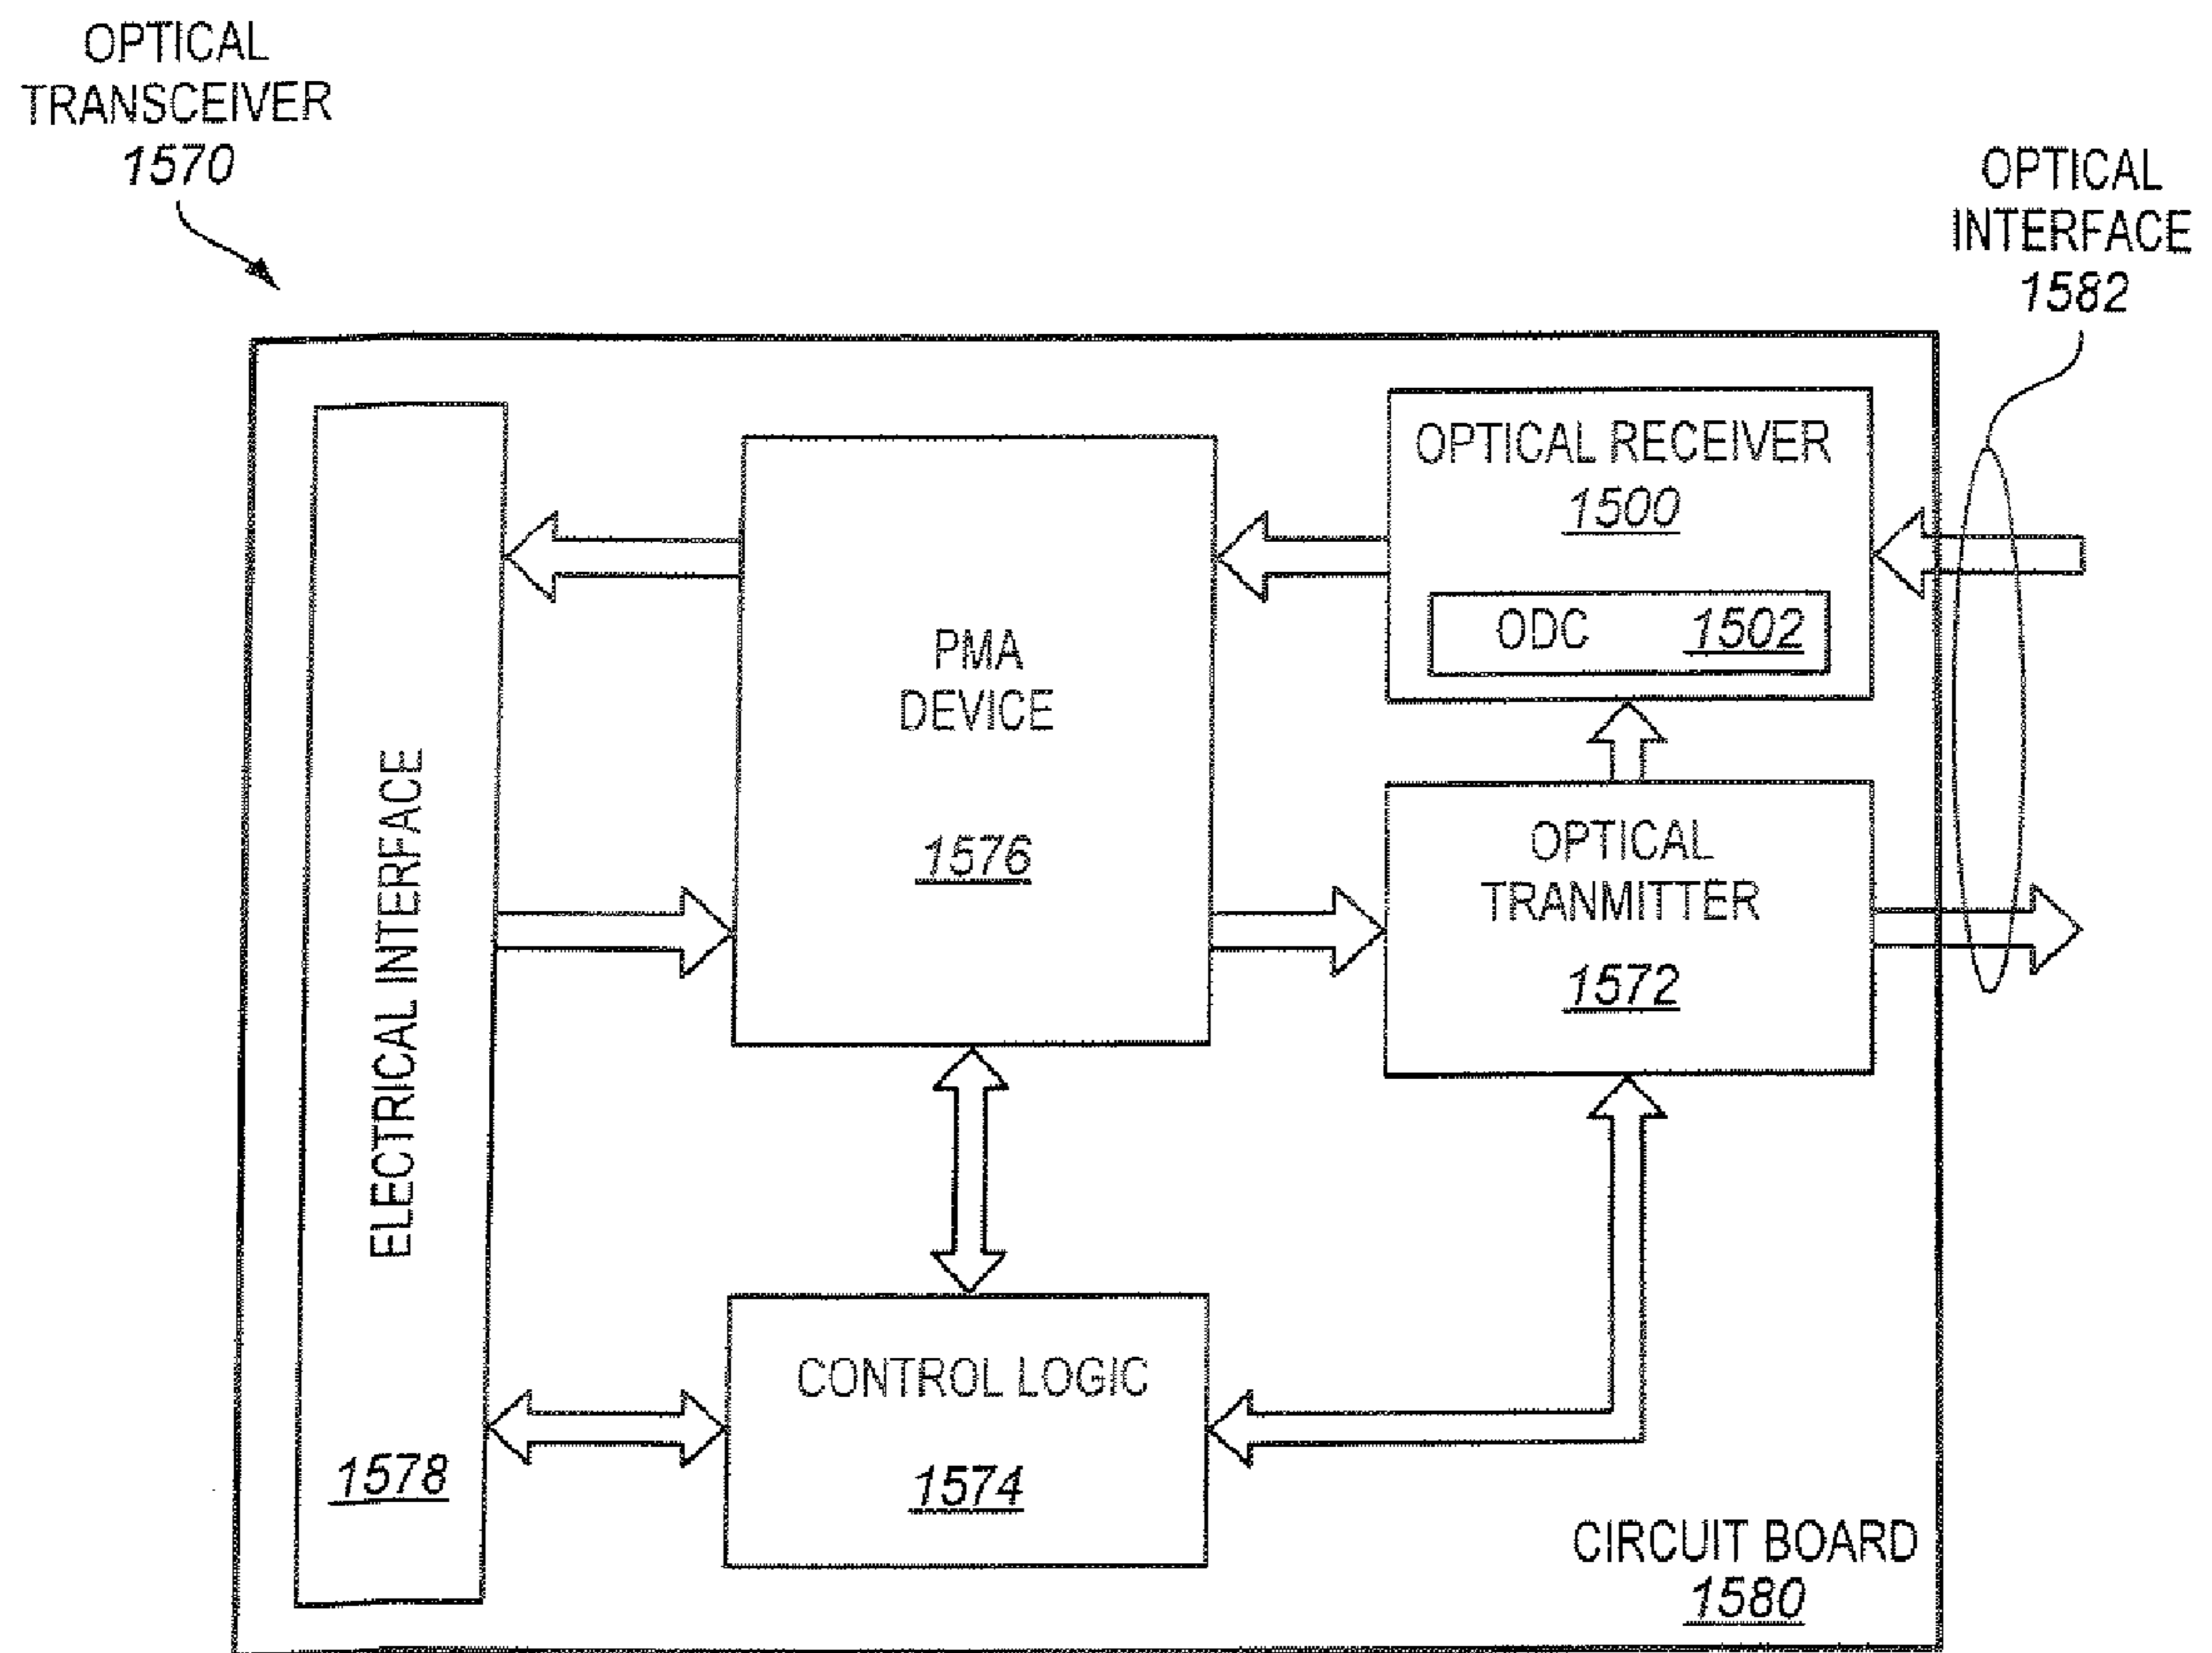 OPTICAL
TRANSCEIVER
1570
OPTICAL
INTERFACE
1582
OPTICAL RECEIVER
1500
ODC 1502
PMA
DEVICE
1576
OPTICAL
TRANMITTER
1572
ELECTRICAL INTERFACE
1578
CONTROL LOGIC
1574
CIRCUIT BOARD
1580